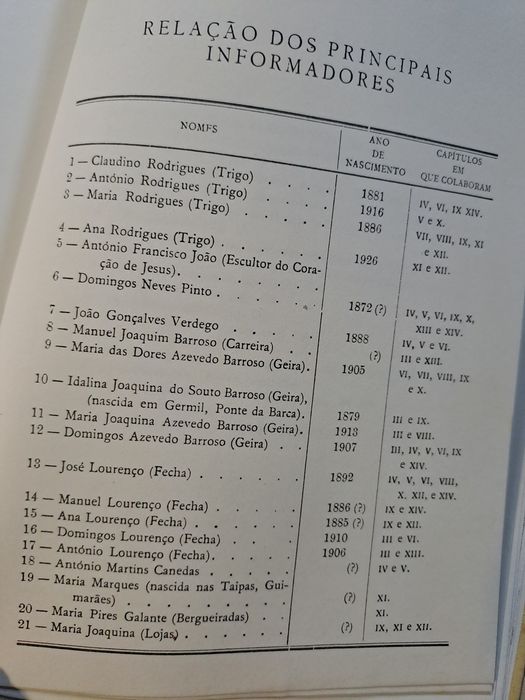 RELAÇÃO DOS PRINCIPAIS
INFORMADORES
NOMES
ANO
DE
NASCIMENTO
CAPÍTULOS
EM
QUE COLABORAM
1 — Claudino Rodrigues (Trigo) . . . . 1881 IV, VI, IX XIV.
2 — António Rodrigues (Trigo) . . . . 1916 V e X.
3 — Maria Rodrigues (Trigo) . . . . . 1886 VII, VIII, IX, XI
e XII.
4 — Ana Rodrigues (Trigo) . . . . . 1926 XI e XII.
5 — António Francisco João (Escultor do Cora-
ção de Jesus). . . . . . .
6 — Domingos Neves Pinto . . . . . 1872 (?) IV, V, VI, IX, X,
XIII e XIV.
7 — João Gonçalves Verdego . . . . . 1888 IV, V e VI.
8 — Manuel Joaquim Barroso (Carreira) . . (?) III e XIII.
9 — Maria das Dores Azevedo Barroso (Geira). 1905 VI, VII, VIII, IX
e X.
10 — Idalina Joaquina do Souto Barroso (Geira),
(nascida em Germil, Ponte da Barca). 1879 III e IX.
11 — Maria Joaquina Azevedo Barroso (Geira). 1913 III e VIII.
12 — Domingos Azevedo Barroso (Geira) . . 1907 III, IV, V, VI, IX
e XIV.
13 — José Lourenço (Fecha) . . . . . 1892 IV, V, VI, VIII,
X. XII, e XIV.
14 — Manuel Lourenço (Fecha) . . . . 1886 (?) IX e XIV.
15 — Ana Lourenço (Fecha) . . . . . 1885 (?) IX e XII.
16 — Domingos Lourenço (Fecha) . . . . 1910 III e VI.
17 — António Lourenço (Fecha). . . . . 1906 III e XIII.
18 — António Martins Canedas . . . . . (?) IV e V.
19 — Maria Marques (nascida nas Taipas, Gui-
marães) . . . . . . . . (?) XI.
20 — Maria Pires Galante (Bergueiradas) . . XI.
21 — Maria Joaquina (Lojas) . . . . . . (?) IX, XI e XII.